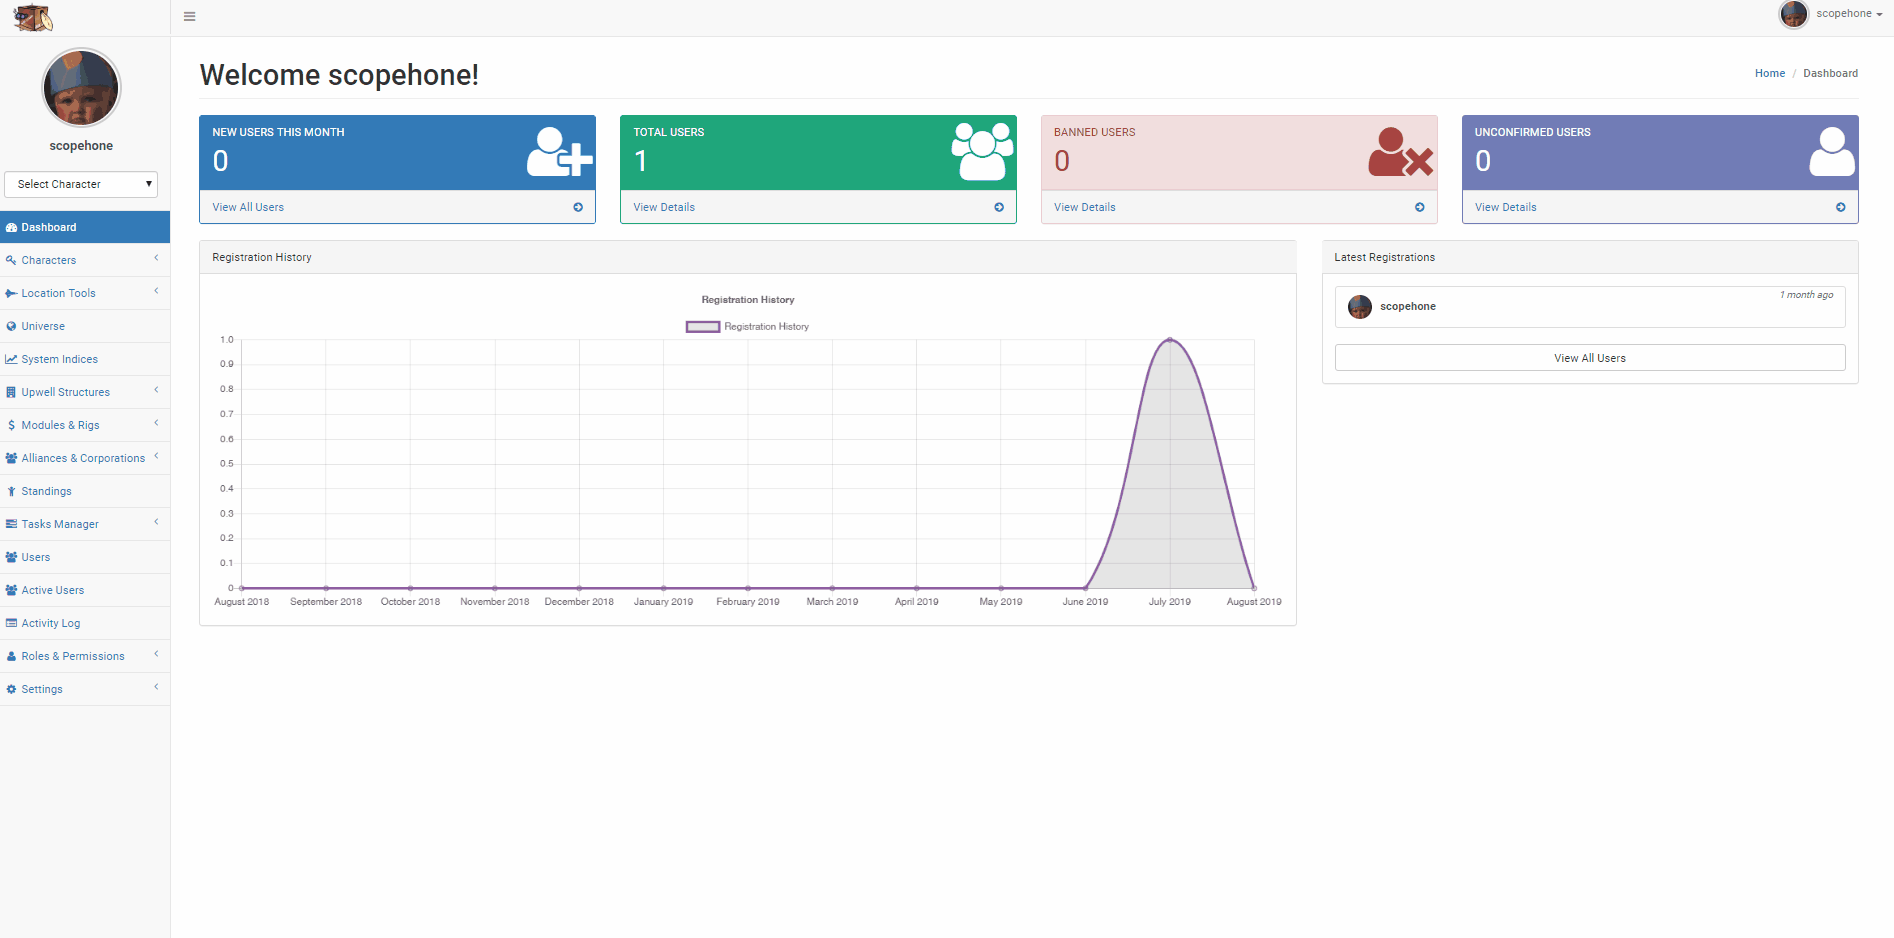 scopehone
Welcome scopehone!
Home / Dashboard
scopehone
Select Character
Dashboard
Characters
Location Tools
Universe
System Indices
Upwell Structures
Modules & Rigs
Alliances & Corporations
Standings
Tasks Manager
Users
Active Users
Activity Log
Roles & Permissions
Settings
NEW USERS THIS MONTH
0
View All Users
TOTAL USERS
1
View Details
BANNED USERS
0
View Details
UNCONFIRMED USERS
0
View Details
Registration History
Registration History
Registration History
1.0
0.9
0.8
0.7
0.6
0.5
0.4
0.3
0.2
0.1
0
August 2018 September 2018 October 2018 November 2018 December 2018 January 2019 February 2019 March 2019 April 2019 May 2019 June 2019 July 2019 August 2019
Latest Registrations
1 month ago
scopehone
View All Users